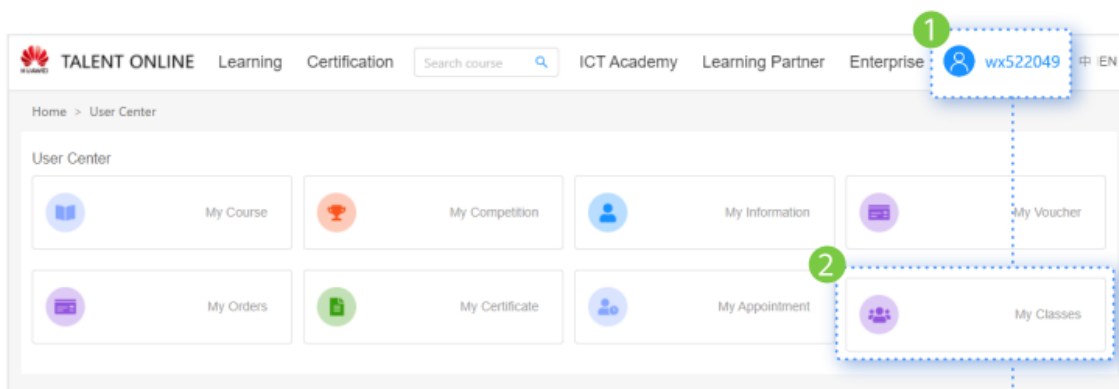 1
HUAWEI TALENT ONLINE Learning Certification Search course ICT Academy Learning Partner Enterprise wx522049 中 EN
Home > User Center
User Center
My Course My Competition My Information My Voucher
2
My Orders My Certificate My Appointment My Classes